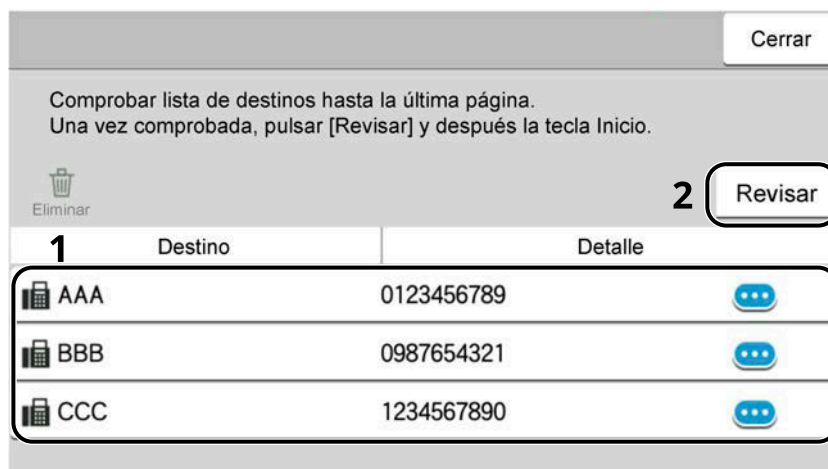 Cerrar
Comprobar lista de destinos hasta la última página.
Una vez comprobada, pulsar [Revisar] y después la tecla Inicio.
Eliminar
2 Revisar
1 Destino Detalle
AAA 0123456789
BBB 0987654321
CCC 1234567890